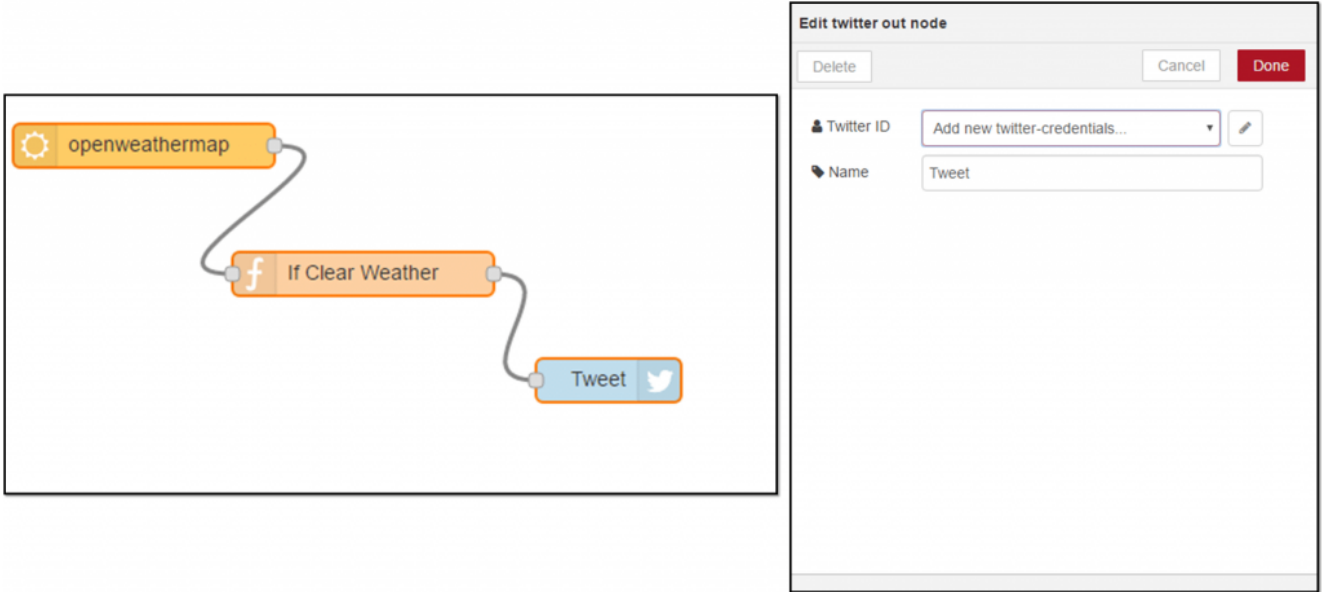 openweathermap
If Clear Weather
Tweet
Edit twitter out node
Delete
Cancel
Done
Twitter ID
Add new twitter-credentials...
Name
Tweet